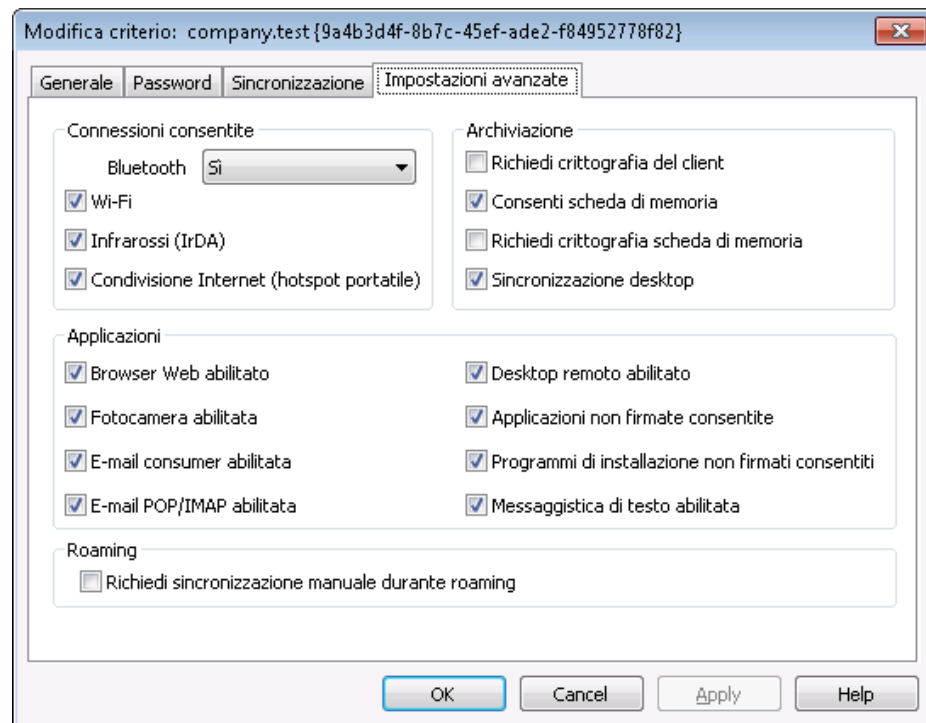 Modifica criterio: company.test {9a4b3d4f-8b7c-45ef-ade2-f84952778f82}
Generale Password Sincronizzazione Impostazioni avanzate
Connessioni consentite
Bluetooth Sì
Wi-Fi
Infrarossi (IrDA)
Condivisione Internet (hotspot portatile)
Archiviazione
Richiedi crittografia del client
Consenti scheda di memoria
Richiedi crittografia scheda di memoria
Sincronizzazione desktop
Applicazioni
Browser Web abilitato
Fotocamera abilitata
E-mail consumer abilitata
E-mail POP/IMAP abilitata
Desktop remoto abilitato
Applicazioni non firmate consentite
Programmi di installazione non firmati consentiti
Messaggistica di testo abilitata
Roaming
Richiedi sincronizzazione manuale durante roaming
OK Cancel Apply Help